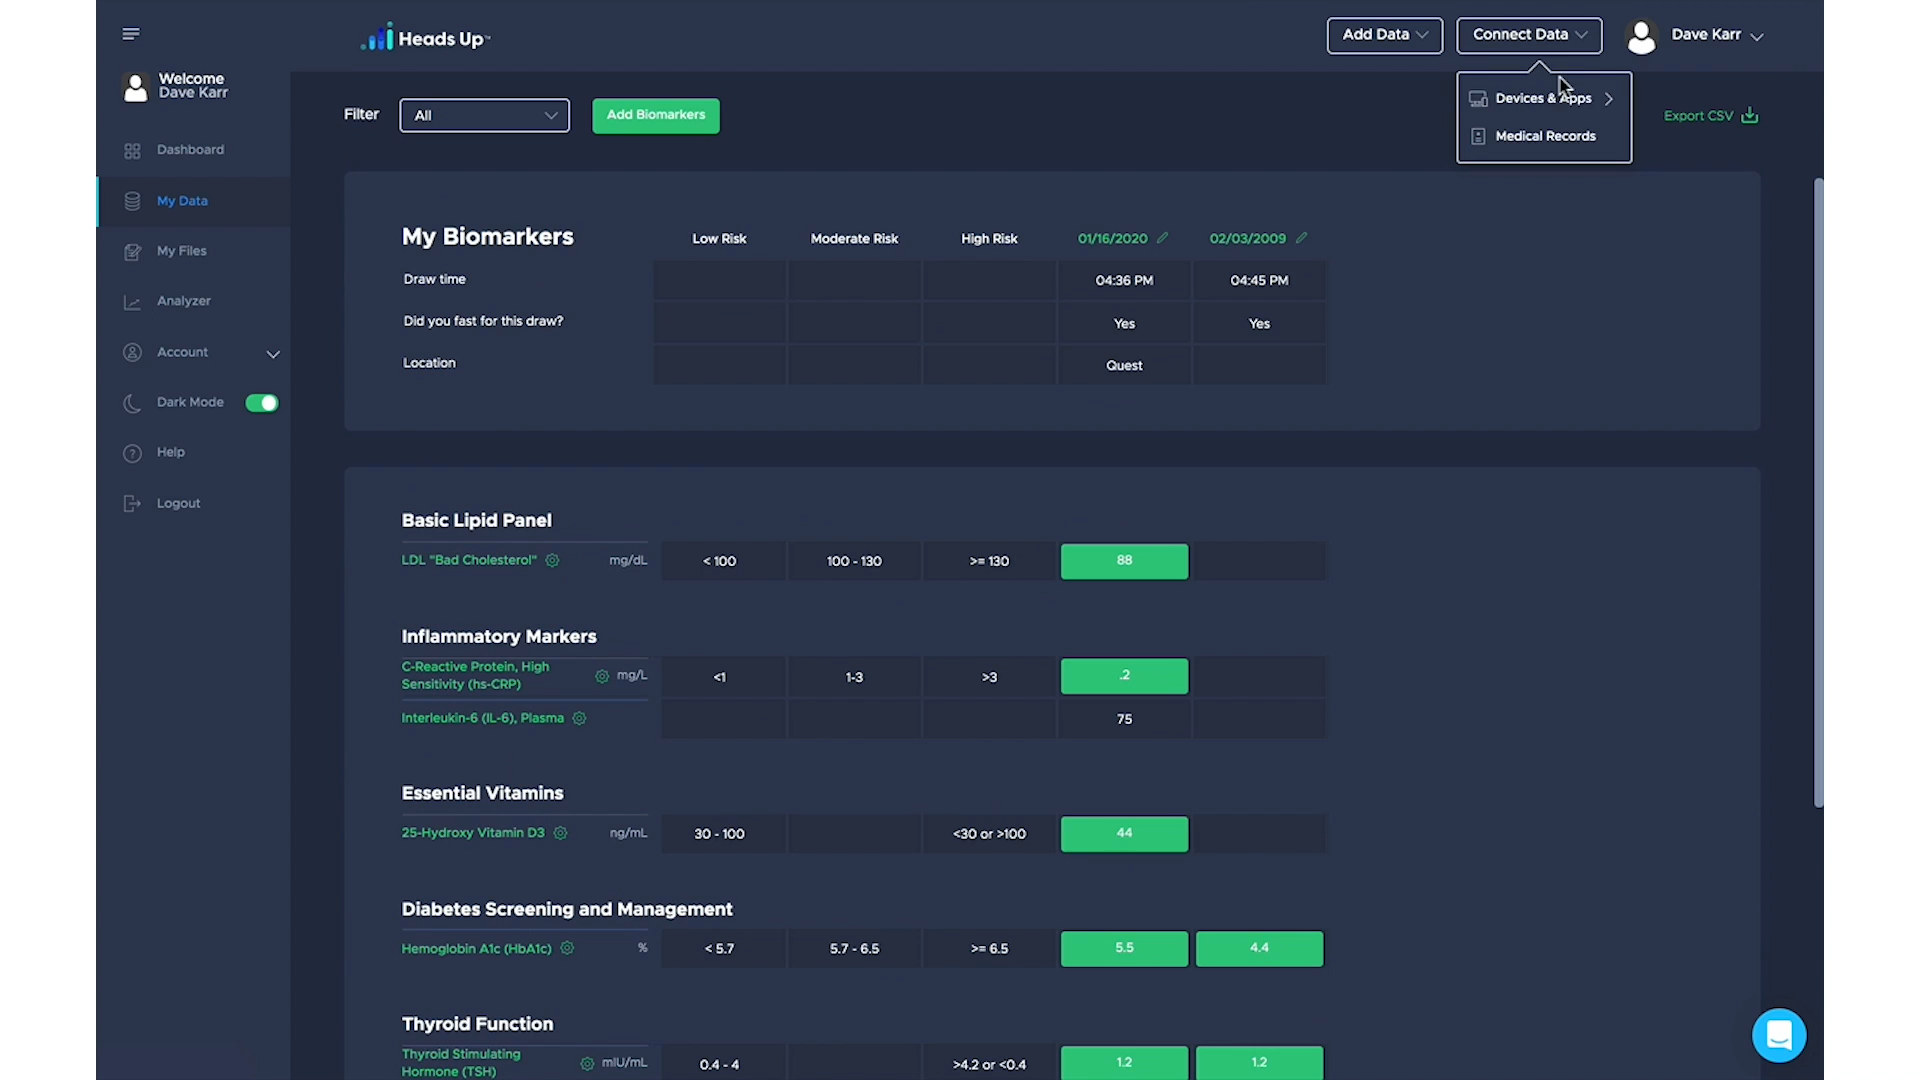 Heads Up™
Add Data
Connect Data
Dave Karr
Welcome
Dave Karr
Devices & Apps
Medical Records
Filter
All
Add Biomarkers
Export CSV
Dashboard
My Data
My Files
Analyzer
Account
Dark Mode
Help
Logout
My Biomarkers Low Risk Moderate Risk High Risk 01/16/2020 02/03/2009
Draw time 04:36 PM 04:45 PM
Did you fast for this draw? Yes Yes
Location Quest
Basic Lipid Panel
LDL "Bad Cholesterol" mg/dL < 100 100 - 130 >= 130 88
Inflammatory Markers
C-Reactive Protein, High
Sensitivity (hs-CRP) mg/L <1 1-3 >3 .2
Interleukin-6 (IL-6), Plasma 75
Essential Vitamins
25-Hydroxy Vitamin D3 ng/mL 30 - 100 <30 or >100 44
Diabetes Screening and Management
Hemoglobin A1c (HbA1c) % < 5.7 5.7 - 6.5 >= 6.5 5.5 4.4
Thyroid Function
Thyroid Stimulating
Hormone (TSH) mIU/mL 0.4 - 4 >4.2 or <0.4 1.2 1.2